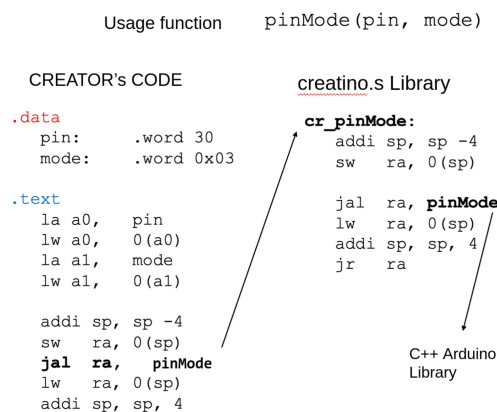 Usage function pinMode(pin, mode)
CREATOR's CODE
.data
pin: .word 30
mode: .word 0x03
.text
la a0, pin
lw a0, 0(a0)
la a1, mode
lw a1, 0(a1)
addi sp, sp -4
sw ra, 0(sp)
jal ra, pinMode
lw ra, 0(sp)
addi sp, sp, 4
creatino.s Library
cr_pinMode:
addi sp, sp -4
sw ra, 0(sp)
jal ra, pinMode
lw ra, 0(sp)
addi sp, sp, 4
jr ra
C++ Arduino
Library